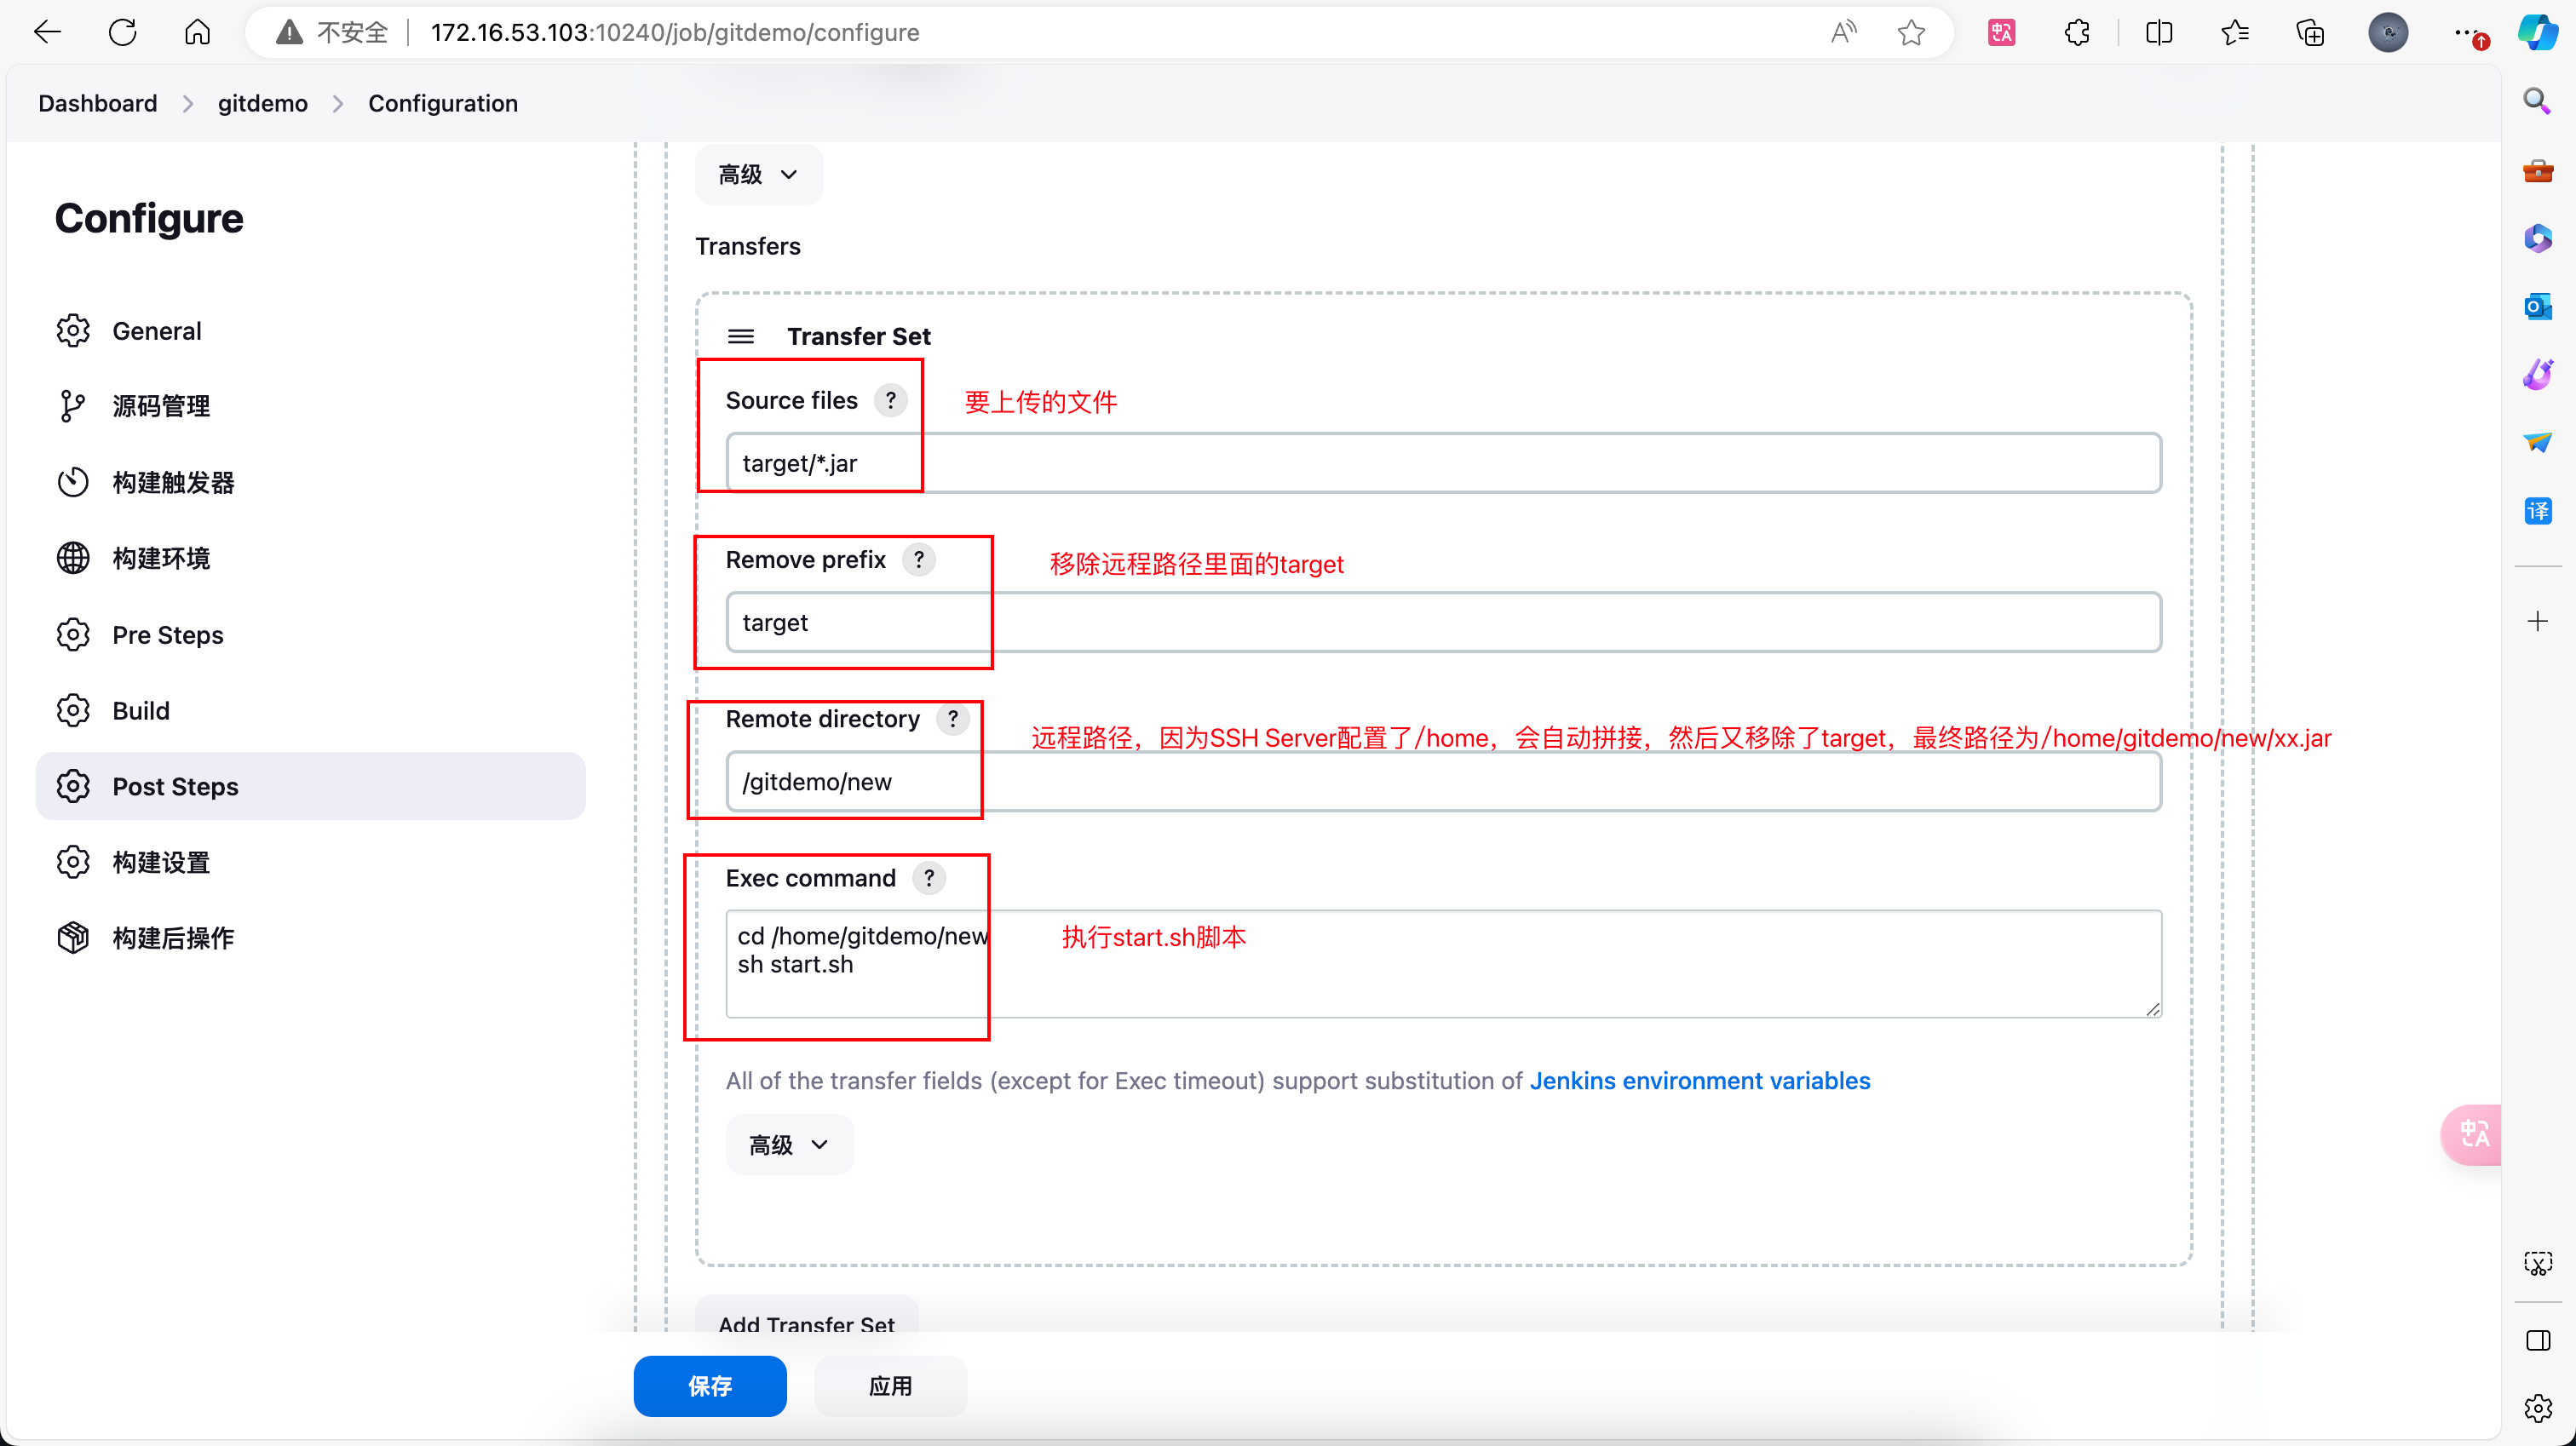 不安全
172.16.53.103:10240/job/gitdemo/configure
Dashboard
gitdemo
Configuration
Configure
General
源码管理
构建触发器
构建环境
Pre Steps
Build
Post Steps
构建设置
构建后操作
高级
Transfers
Transfer Set
Source files ?
要上传的文件
target/*.jar
Remove prefix ?
移除远程路径里面的target
target
Remote directory ?
远程路径，因为SSH Server配置了/home，会自动拼接，然后又移除了target，最终路径为/home/gitdemo/new/xx.jar
/gitdemo/new
Exec command ?
cd /home/gitdemo/new
sh start.sh
执行start.sh脚本
All of the transfer fields (except for Exec timeout) support substitution of Jenkins environment variables
高级
Add Transfer Set
保存
应用
译